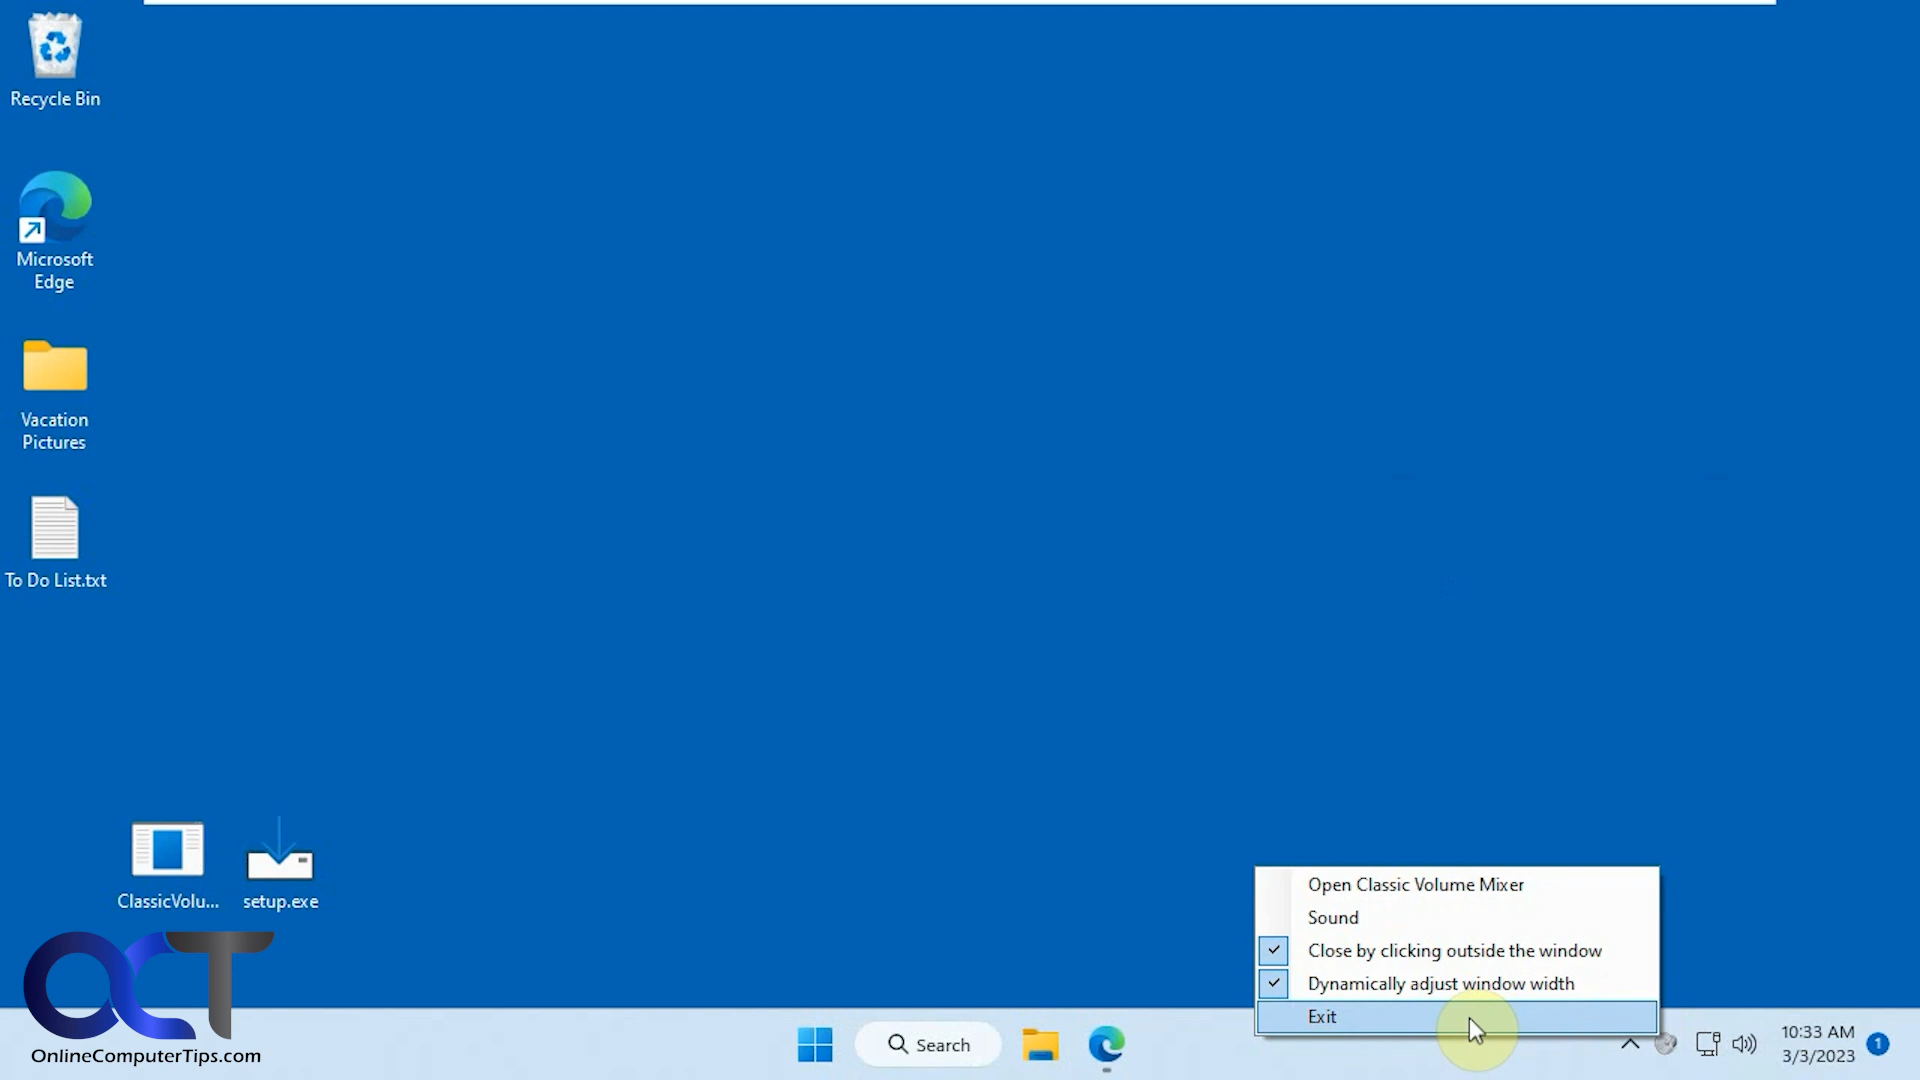 Recycle Bin
Microsoft
Edge
Vacation
Pictures
To Do List.txt
ClassicVolu...
setup.exe
OCT
OnlineComputerTips.com
Open Classic Volume Mixer
Sound
Close by clicking outside the window
Dynamically adjust window width
Exit
Search
10:33 AM
3/3/2023
1